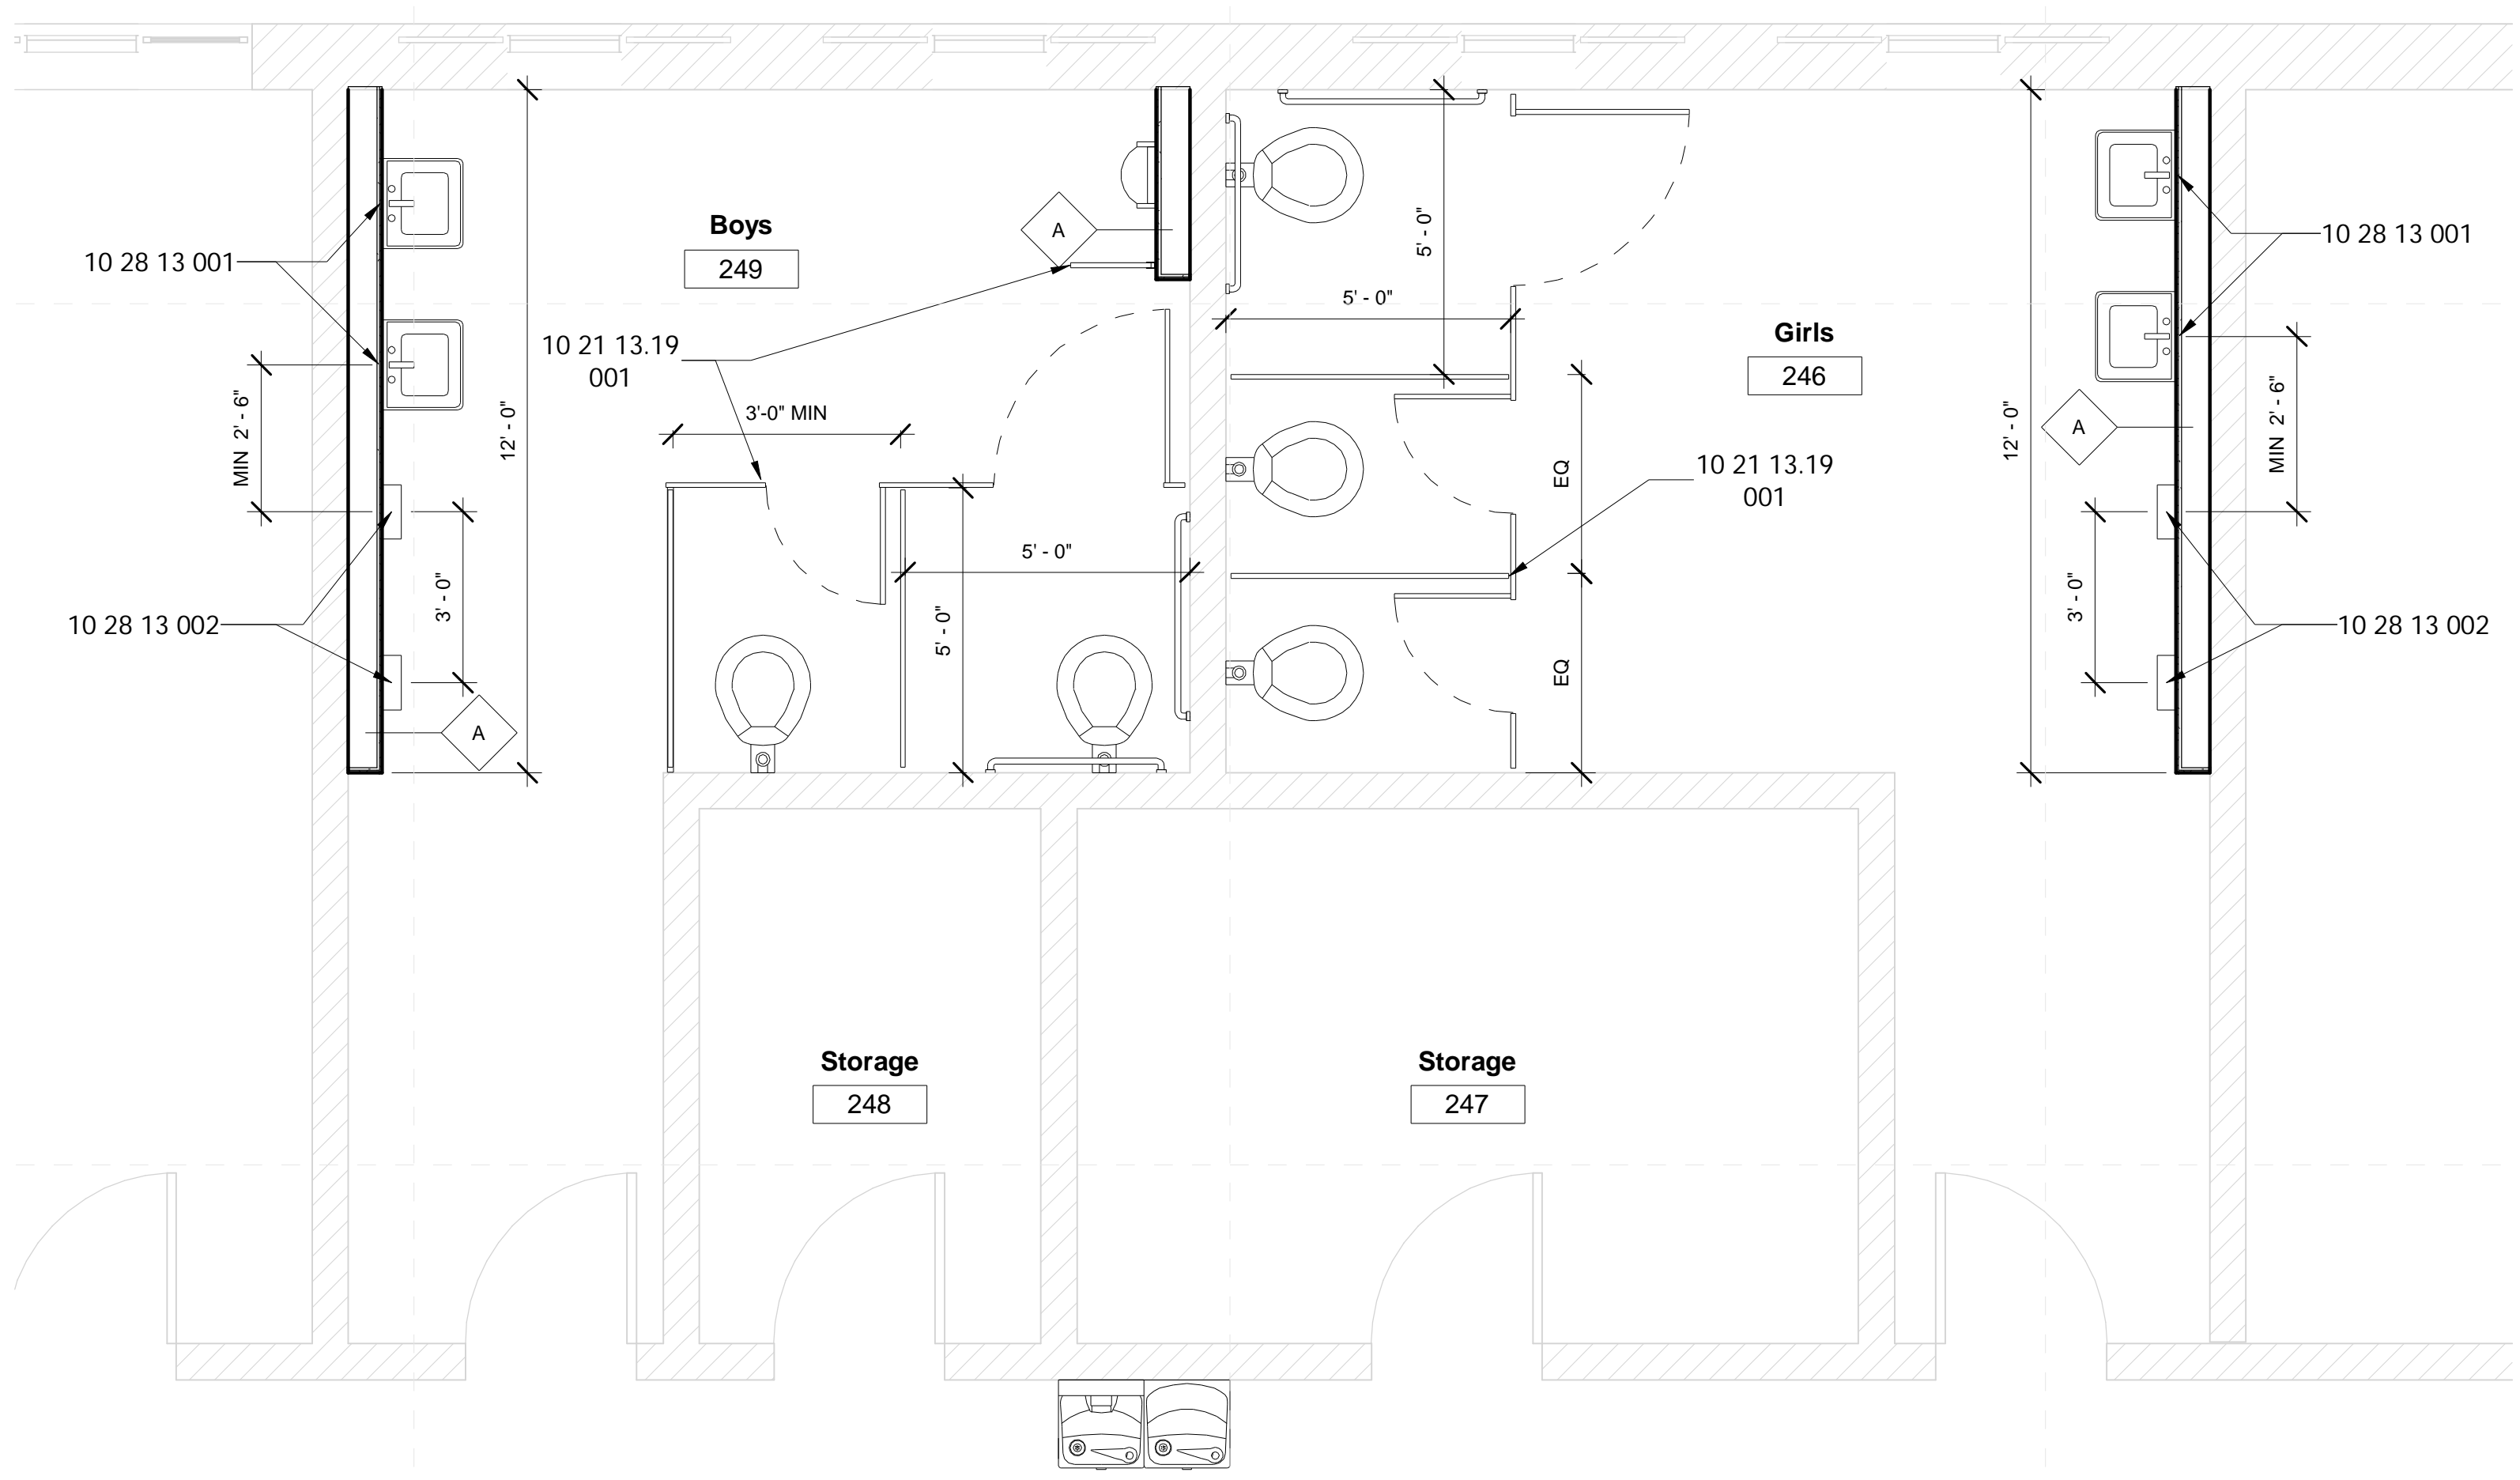 Boys
249
A
10 28 13 001
10 28 13 001
5' - 0"
5' - 0"
Girls
246
10 21 13.19
001
3'-0" MIN
12' - 0"
MIN 2' - 6"
12' - 0"
A
MIN 2' - 6"
EQ
10 21 13.19
001
5' - 0"
3' - 0"
5' - 0"
3' - 0"
10 28 13 002
10 28 13 002
EQ
A
Storage
248
Storage
247